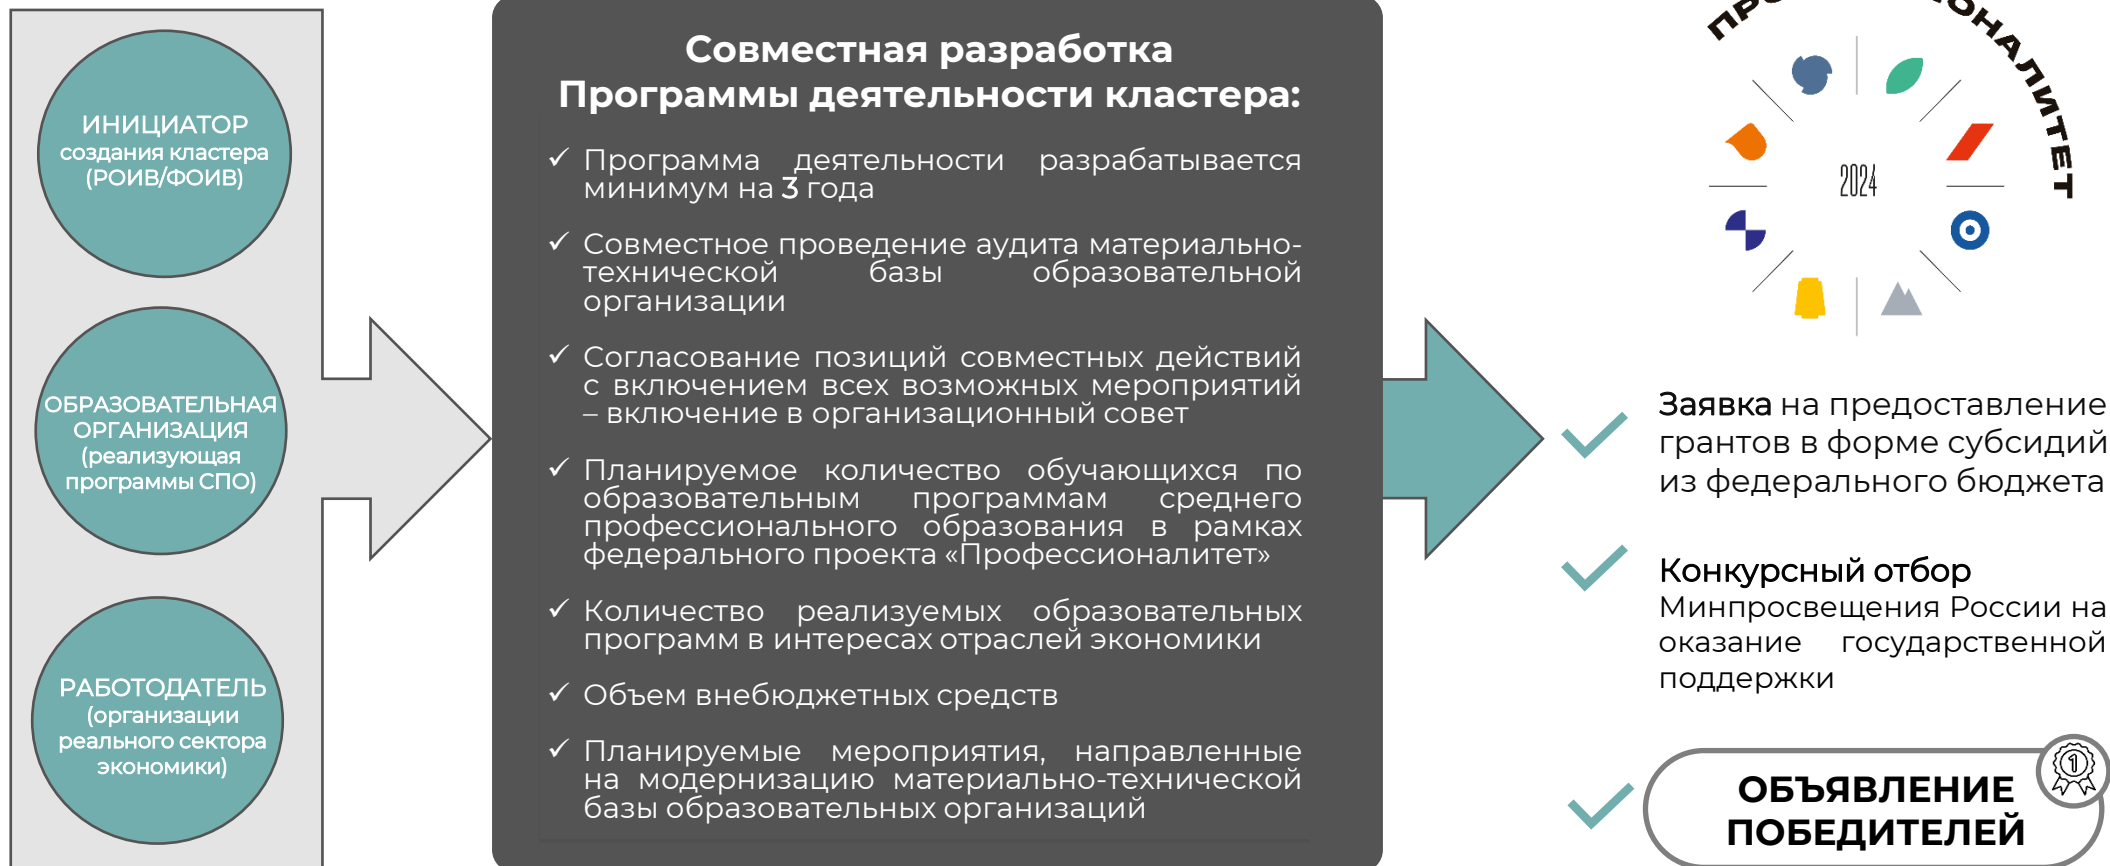 ИНИЦИАТОР
создания кластера
(РОИВ/ФОИВ)
ОБРАЗОВАТЕЛЬНАЯ
ОРГАНИЗАЦИЯ
(реализующая
программы СПО)
РАБОТОДАТЕЛЬ
(организации
реального сектора
экономики)
Совместная разработка
Программы деятельности кластера:
✓ Программа деятельности разрабатывается
минимум на 3 года
✓ Совместное проведение аудита материально-
технической базы образовательной
организации
✓ Согласование позиций совместных действий
с включением всех возможных мероприятий
– включение в организационный совет
✓ Планируемое количество обучающихся по
образовательным программам среднего
профессионального образования в рамках
федерального проекта «Профессионалитет»
✓ Количество реализуемых образовательных
программ в интересах отраслей экономики
✓ Объем внебюджетных средств
✓ Планируемые мероприятия, направленные
на модернизацию материально-технической
базы образовательных организаций
2024
Заявка на предоставление
грантов в форме субсидий
из федерального бюджета
Конкурсный отбор
Минпросвещения России на
оказание государственной
поддержки
1
ОБЪЯВЛЕНИЕ
ПОБЕДИТЕЛЕЙ